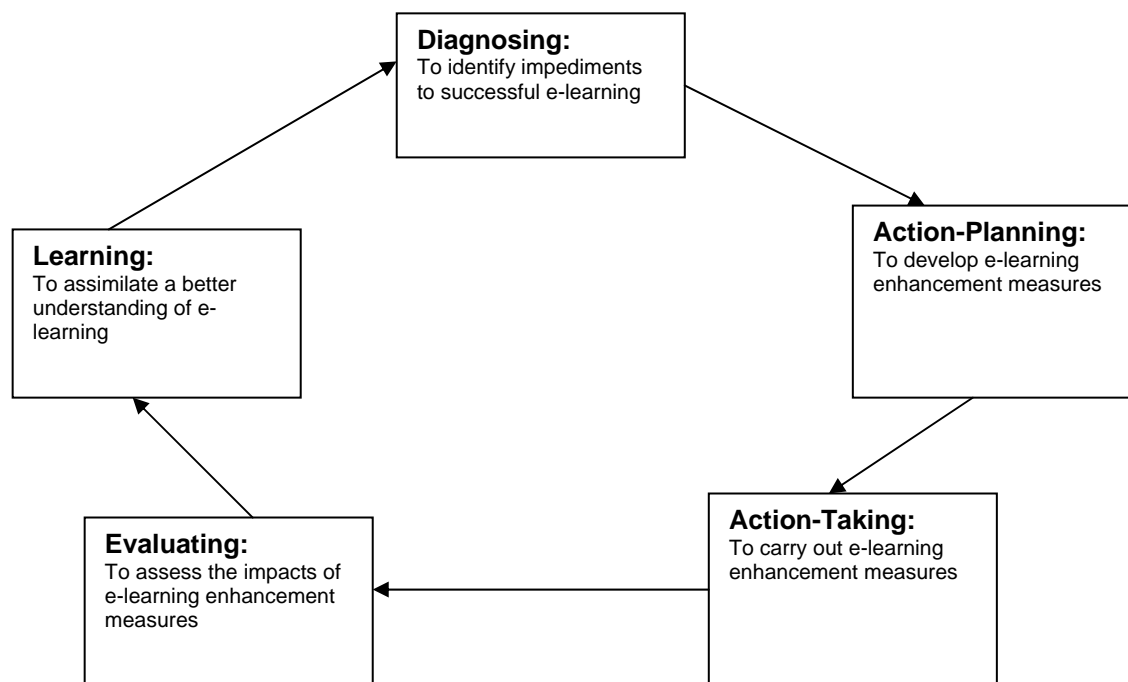 Diagnosing:
To identify impediments
to successful e-learning
Action-Planning:
To develop e-learning
enhancement measures
Action-Taking:
To carry out e-learning
enhancement measures
Evaluating:
To assess the impacts of
e-learning enhancement
measures
Learning:
To assimilate a better
understanding of e-
learning